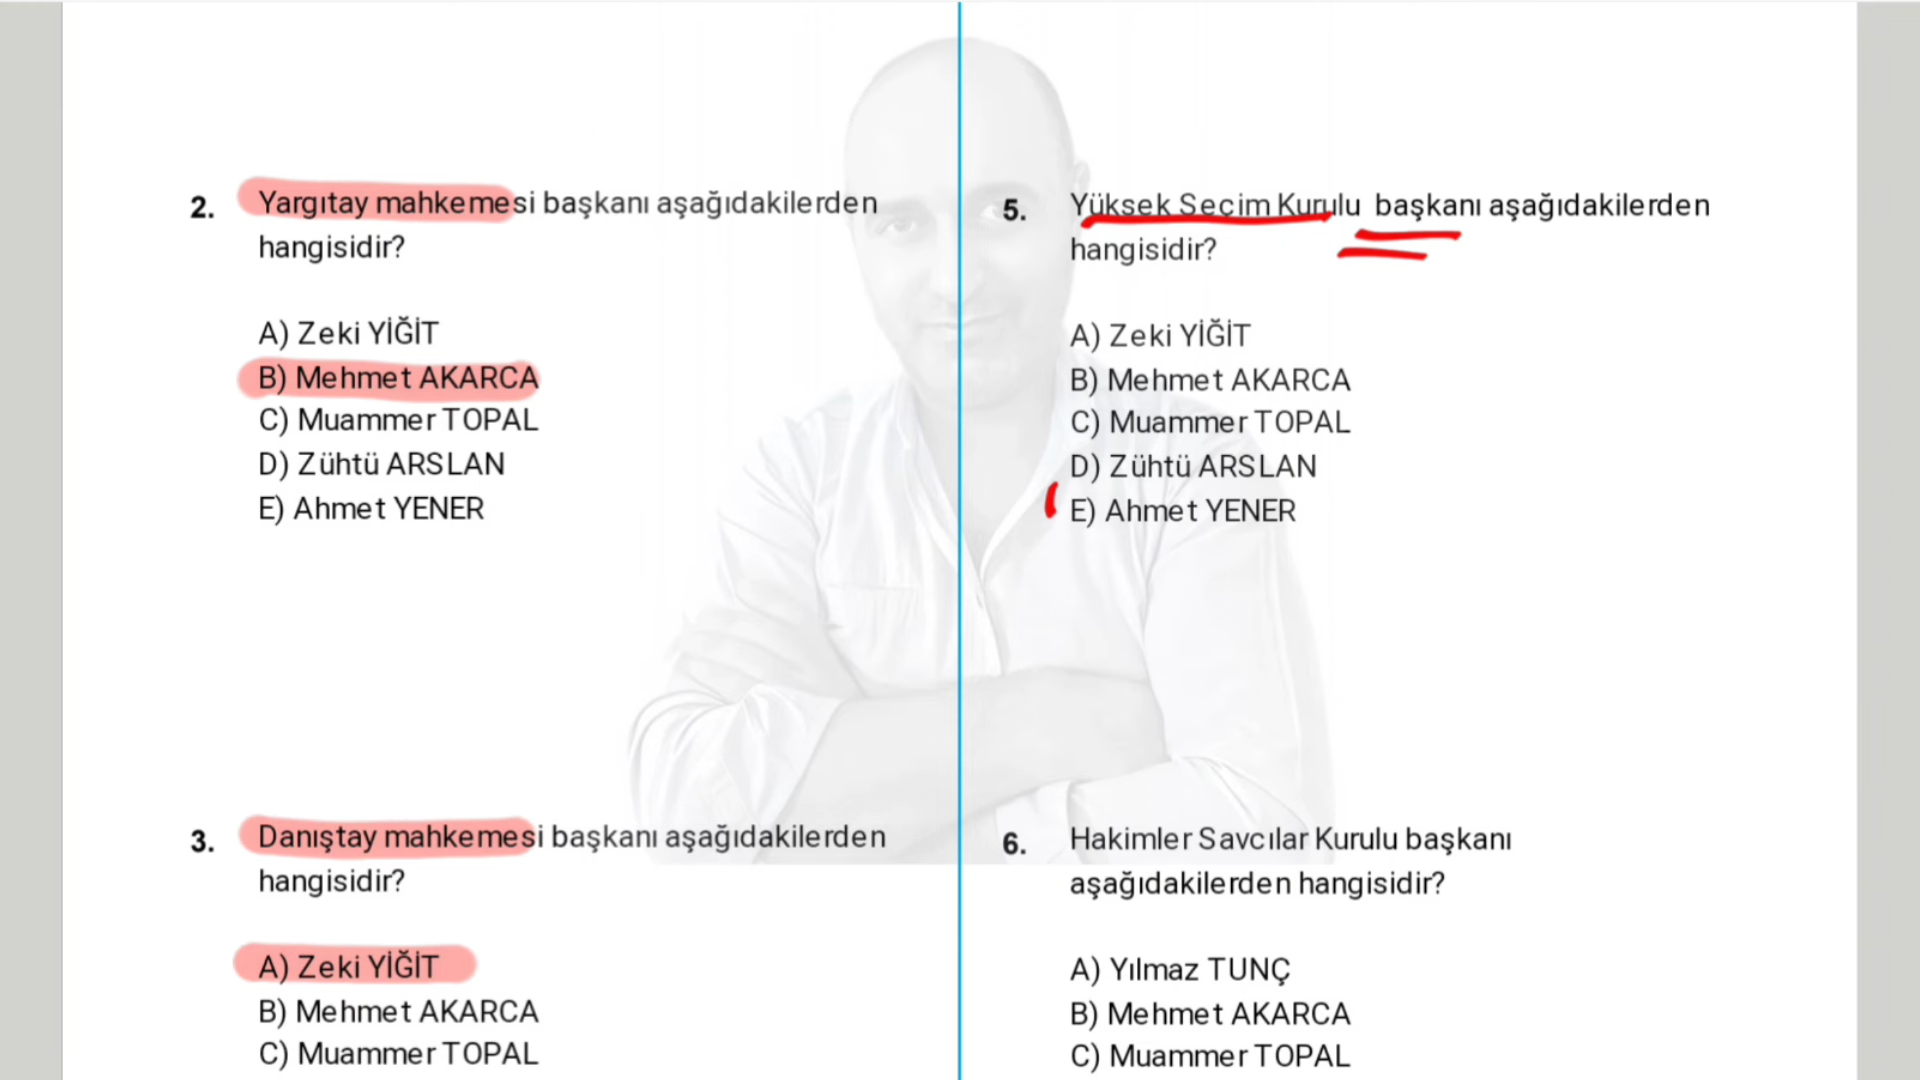 2. Yargıtay mahkemesi başkanı aşağıdakilerden
hangisidir?
A) Zeki YİĞİT
B) Mehmet AKARCA
C) Muammer TOPAL
D) Zühtü ARSLAN
E) Ahmet YENER
3. Danıştay mahkemesi başkanı aşağıdakilerden
hangisidir?
A) Zeki YİĞİT
B) Mehmet AKARCA
C) Muammer TOPAL
5. Yüksek Seçim Kurulu başkanı aşağıdakilerden
hangisidir?
A) Zeki YİĞİT
B) Mehmet AKARCA
C) Muammer TOPAL
D) Zühtü ARSLAN
E) Ahmet YENER
6. Hakimler Savcılar Kurulu başkanı
aşağıdakilerden hangisidir?
A) Yılmaz TUNÇ
B) Mehmet AKARCA
C) Muammer TOPAL